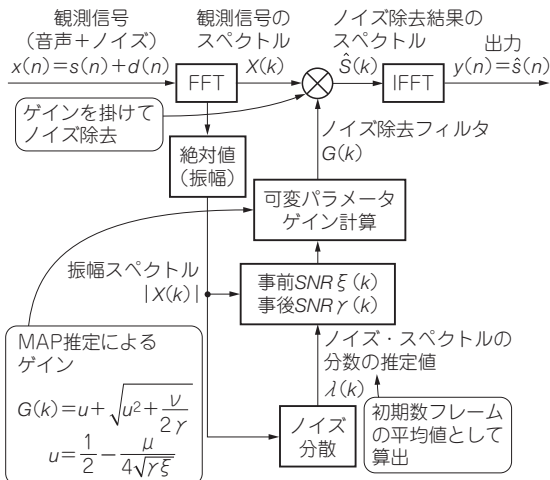 観測信号
(音声+ノイズ)
x(n)=s(n)+d(n)
観測信号の
スペクトル
X(k)
ノイズ除去結果の
スペクトル
Ŝ(k)
出力
y(n)=ŝ(n)
FFT
IFFT
ゲインを掛けて
ノイズ除去
絶対値
(振幅)
ノイズ除去フィルタ
G(k)
可変パラメータ
ゲイン計算
振幅スペクトル
|X(k)|
事前SNR ξ(k)
事後SNR γ(k)
MAP推定による
ゲイン
G(k)=u+√(u²+ν/2γ)
u=1/2-μ/4√(γξ)
ノイズ・スペクトルの
分数の推定値
λ(k)
ノイズ
分散
初期数フレーム
の平均値として
算出